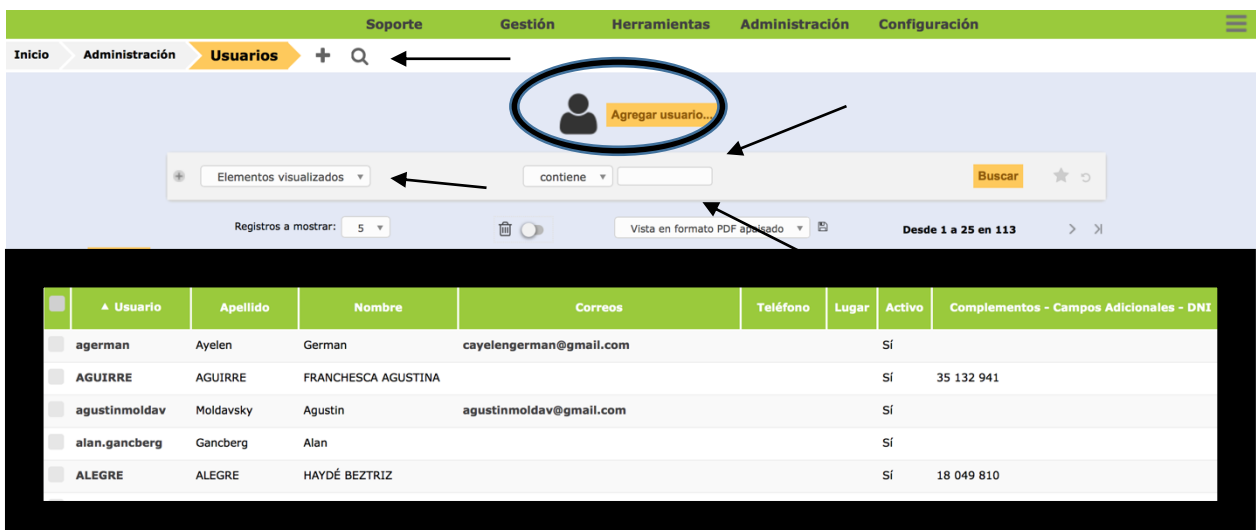 Soporte Gestión Herramientas Administración Configuración
Inicio Administración Usuarios
Agregar usuario...
Elementos visualizados contiene Buscar
Registros a mostrar: 5 Vista en formato PDF apaisado Desde 1 a 25 en 113
Usuario Apellido Nombre Correos Teléfono Lugar Activo Complementos - Campos Adicionales - DNI
agerman Ayelen German cayelengerman@gmail.com Sí
AGUIRRE AGUIRRE FRANCHESCA AGUSTINA Sí 35 132 941
agustinmoldav Moldavsky Agustin agustinmoldav@gmail.com Sí
alan.gancberg Gancberg Alan Sí
ALEGRE ALEGRE HAYDÉ BEZTRIZ Sí 18 049 810